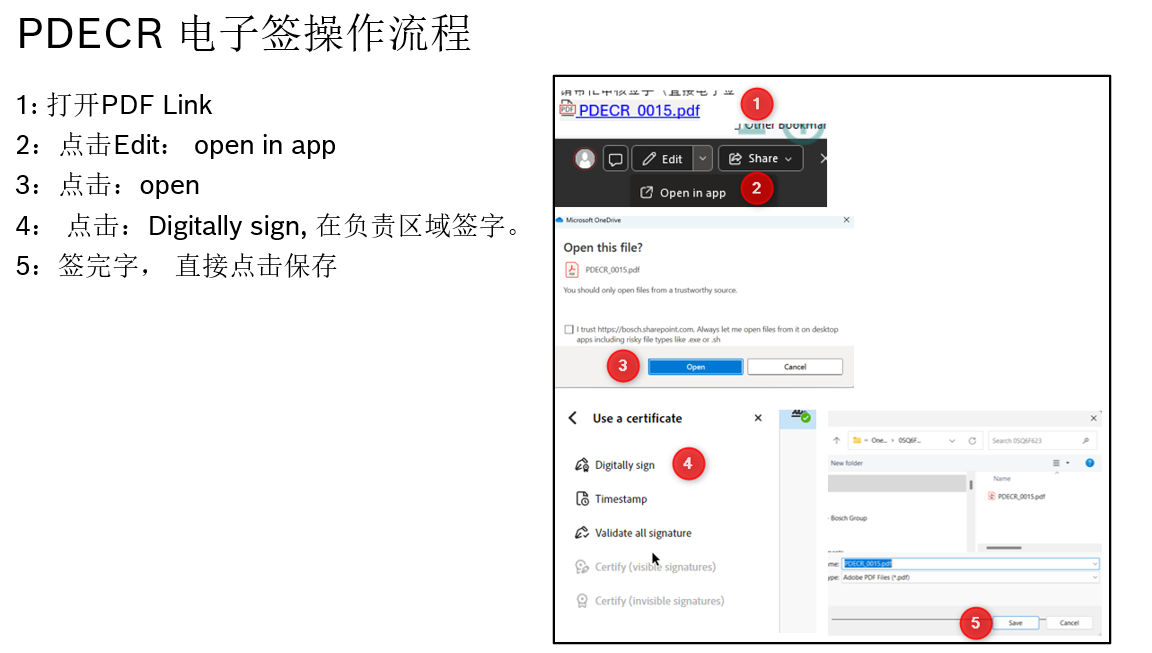 PDECR 电子签操作流程
1: 打开PDF Link
2：点击Edit： open in app
3：点击：open
4： 点击：Digitally sign, 在负责区域签字。
5：签完字， 直接点击保存
PDECR_0015.pdf
1
Other Bookmar
Edit
Share
Open in app
2
Microsoft OneDrive
Open this file?
PDECR_0015.pdf
You should only open files from a trustworthy source.
I trust https://bosch.sharepoint.com. Always let me open files from it on desktop
apps including risky file types like .exe or .sh
3
Open
Cancel
Use a certificate
Digitally sign
4
Timestamp
Validate all signature
Certify (visible signatures)
Certify (invisible signatures)
One..
0SQ6F...
Search 0SQ6F623
New folder
Name
PDECR_0015.pdf
Bosch Group
me: PDECR_0015.pdf
ype: Adobe PDF Files (*.pdf)
5
Save
Cancel